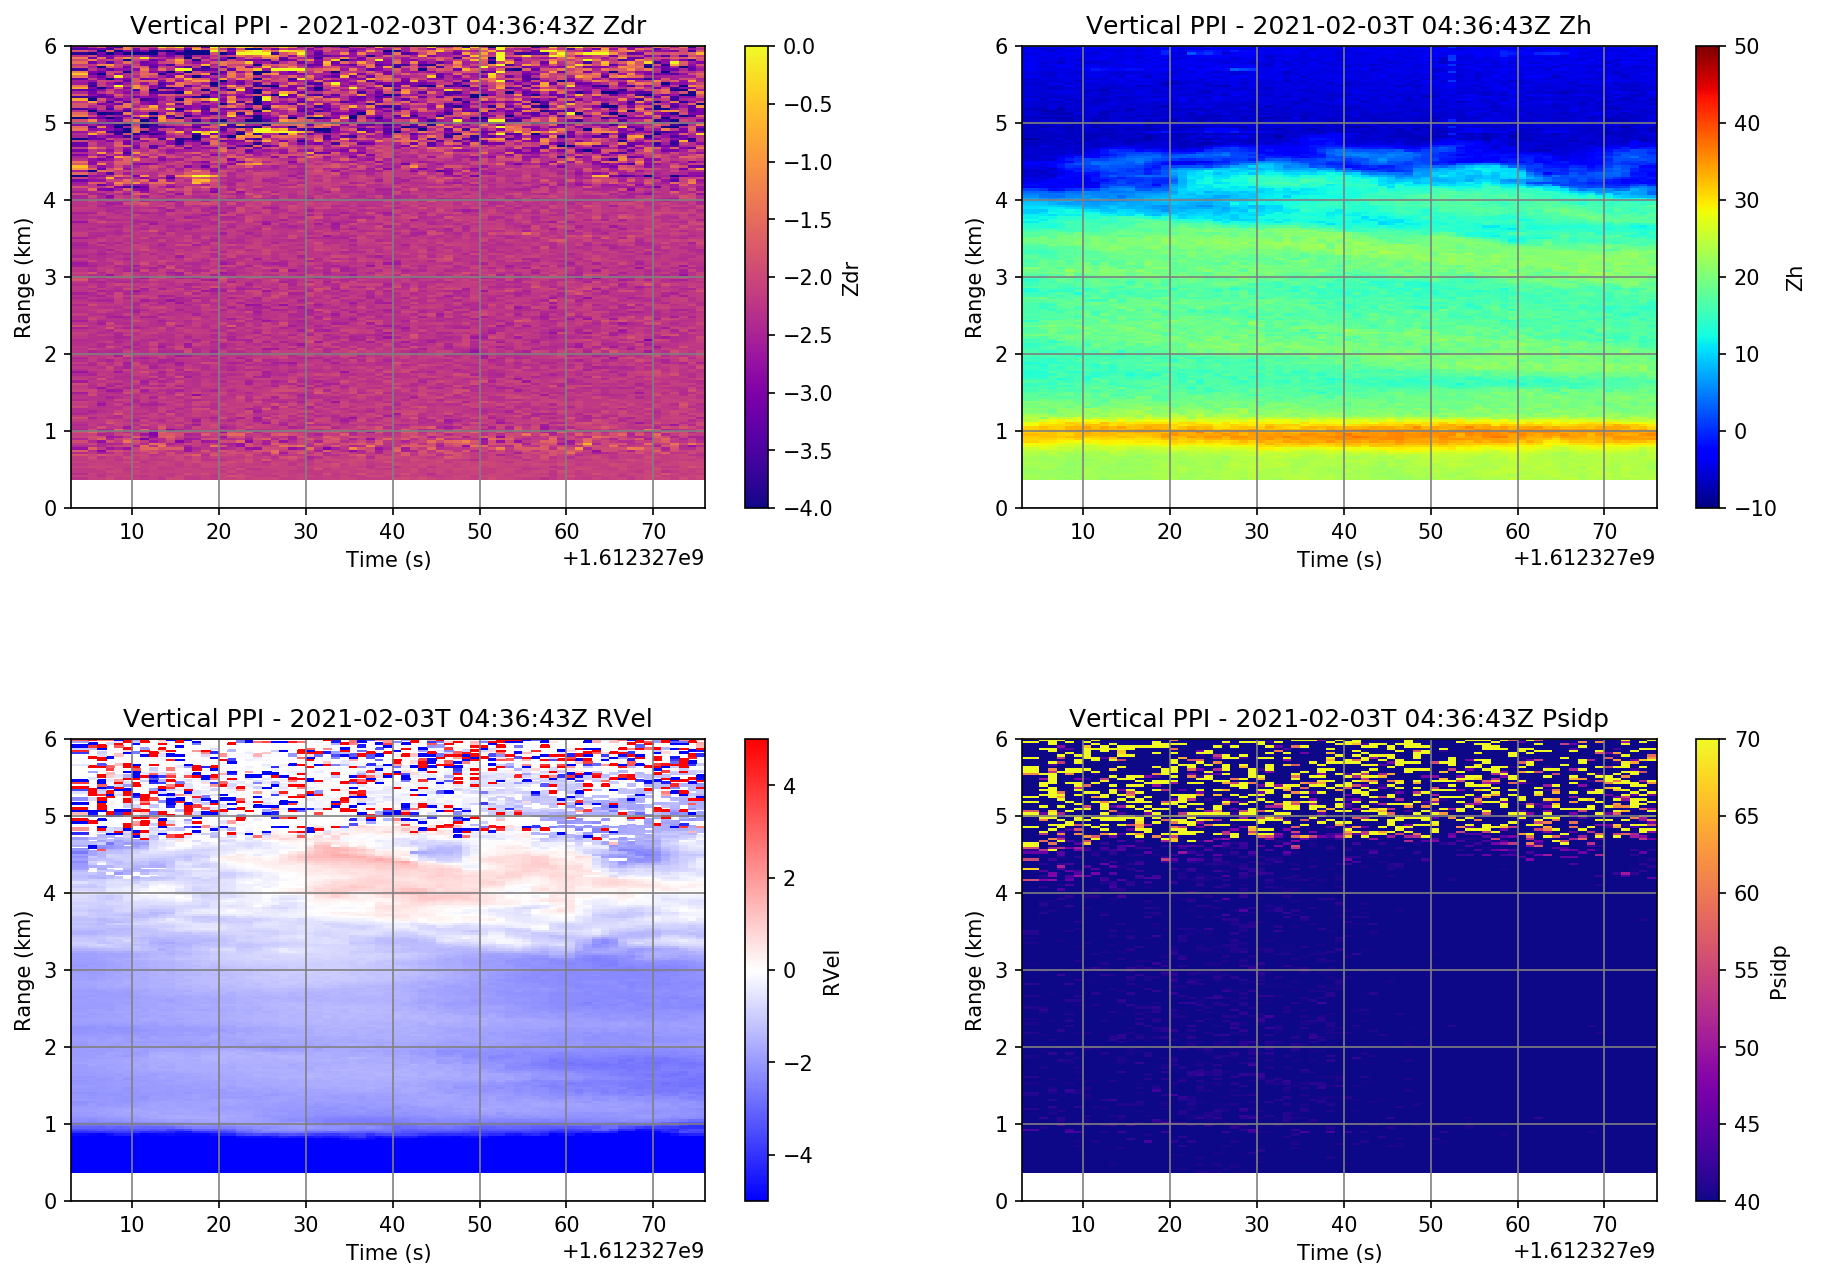 Vertical PPI - 2021-02-03T 04:36:43Z Zdr
6
5
4
3
2
1
0
Range (km)
10 20 30 40 50 60 70
Time (s)
+1.612327e9
0.0
−0.5
−1.0
−1.5
−2.0
−2.5
−3.0
−3.5
−4.0
Zdr
Vertical PPI - 2021-02-03T 04:36:43Z Zh
6
5
4
3
2
1
0
Range (km)
10 20 30 40 50 60 70
Time (s)
+1.612327e9
50
40
30
20
10
0
−10
Zh
Vertical PPI - 2021-02-03T 04:36:43Z RVel
6
5
4
3
2
1
0
Range (km)
10 20 30 40 50 60 70
Time (s)
+1.612327e9
4
2
0
−2
−4
RVel
Vertical PPI - 2021-02-03T 04:36:43Z Psidp
6
5
4
3
2
1
0
Range (km)
10 20 30 40 50 60 70
Time (s)
+1.612327e9
70
65
60
55
50
45
40
Psidp